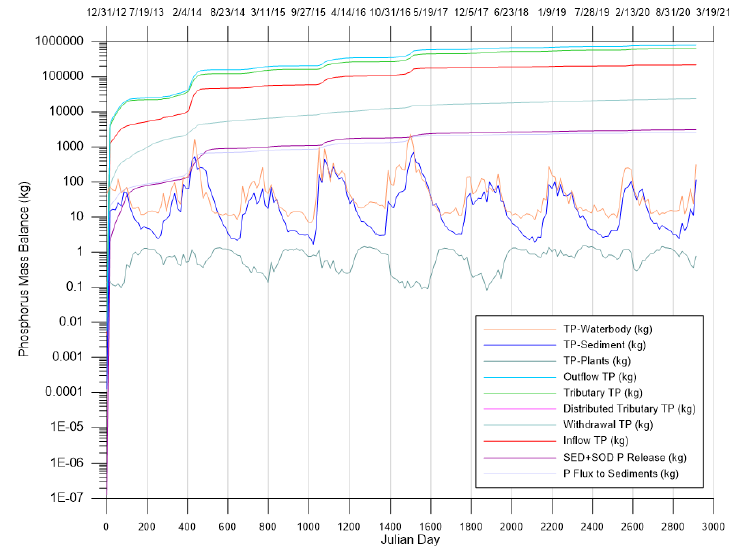 12/31/12 7/19/13 2/4/14 8/23/14 3/11/15 9/27/15 4/14/16 10/31/16 5/19/17 12/5/17 6/23/18 1/9/19 7/28/19 2/13/20 8/31/20 3/19/21
1000000
100000
10000
1000
100
10
1
0.1
0.01
0.001
0.0001
1E-05
1E-06
1E-07
Phosphorus Mass Balance (kg)
TP-Waterbody (kg)
TP-Sediment (kg)
TP-Plants (kg)
Outflow TP (kg)
Tributary TP (kg)
Distributed Tributary TP (kg)
Withdrawal TP (kg)
Inflow TP (kg)
SED+SOD P Release (kg)
P Flux to Sediments (kg)
0 200 400 600 800 1000 1200 1400 1600 1800 2000 2200 2400 2600 2800 3000
Julian Day